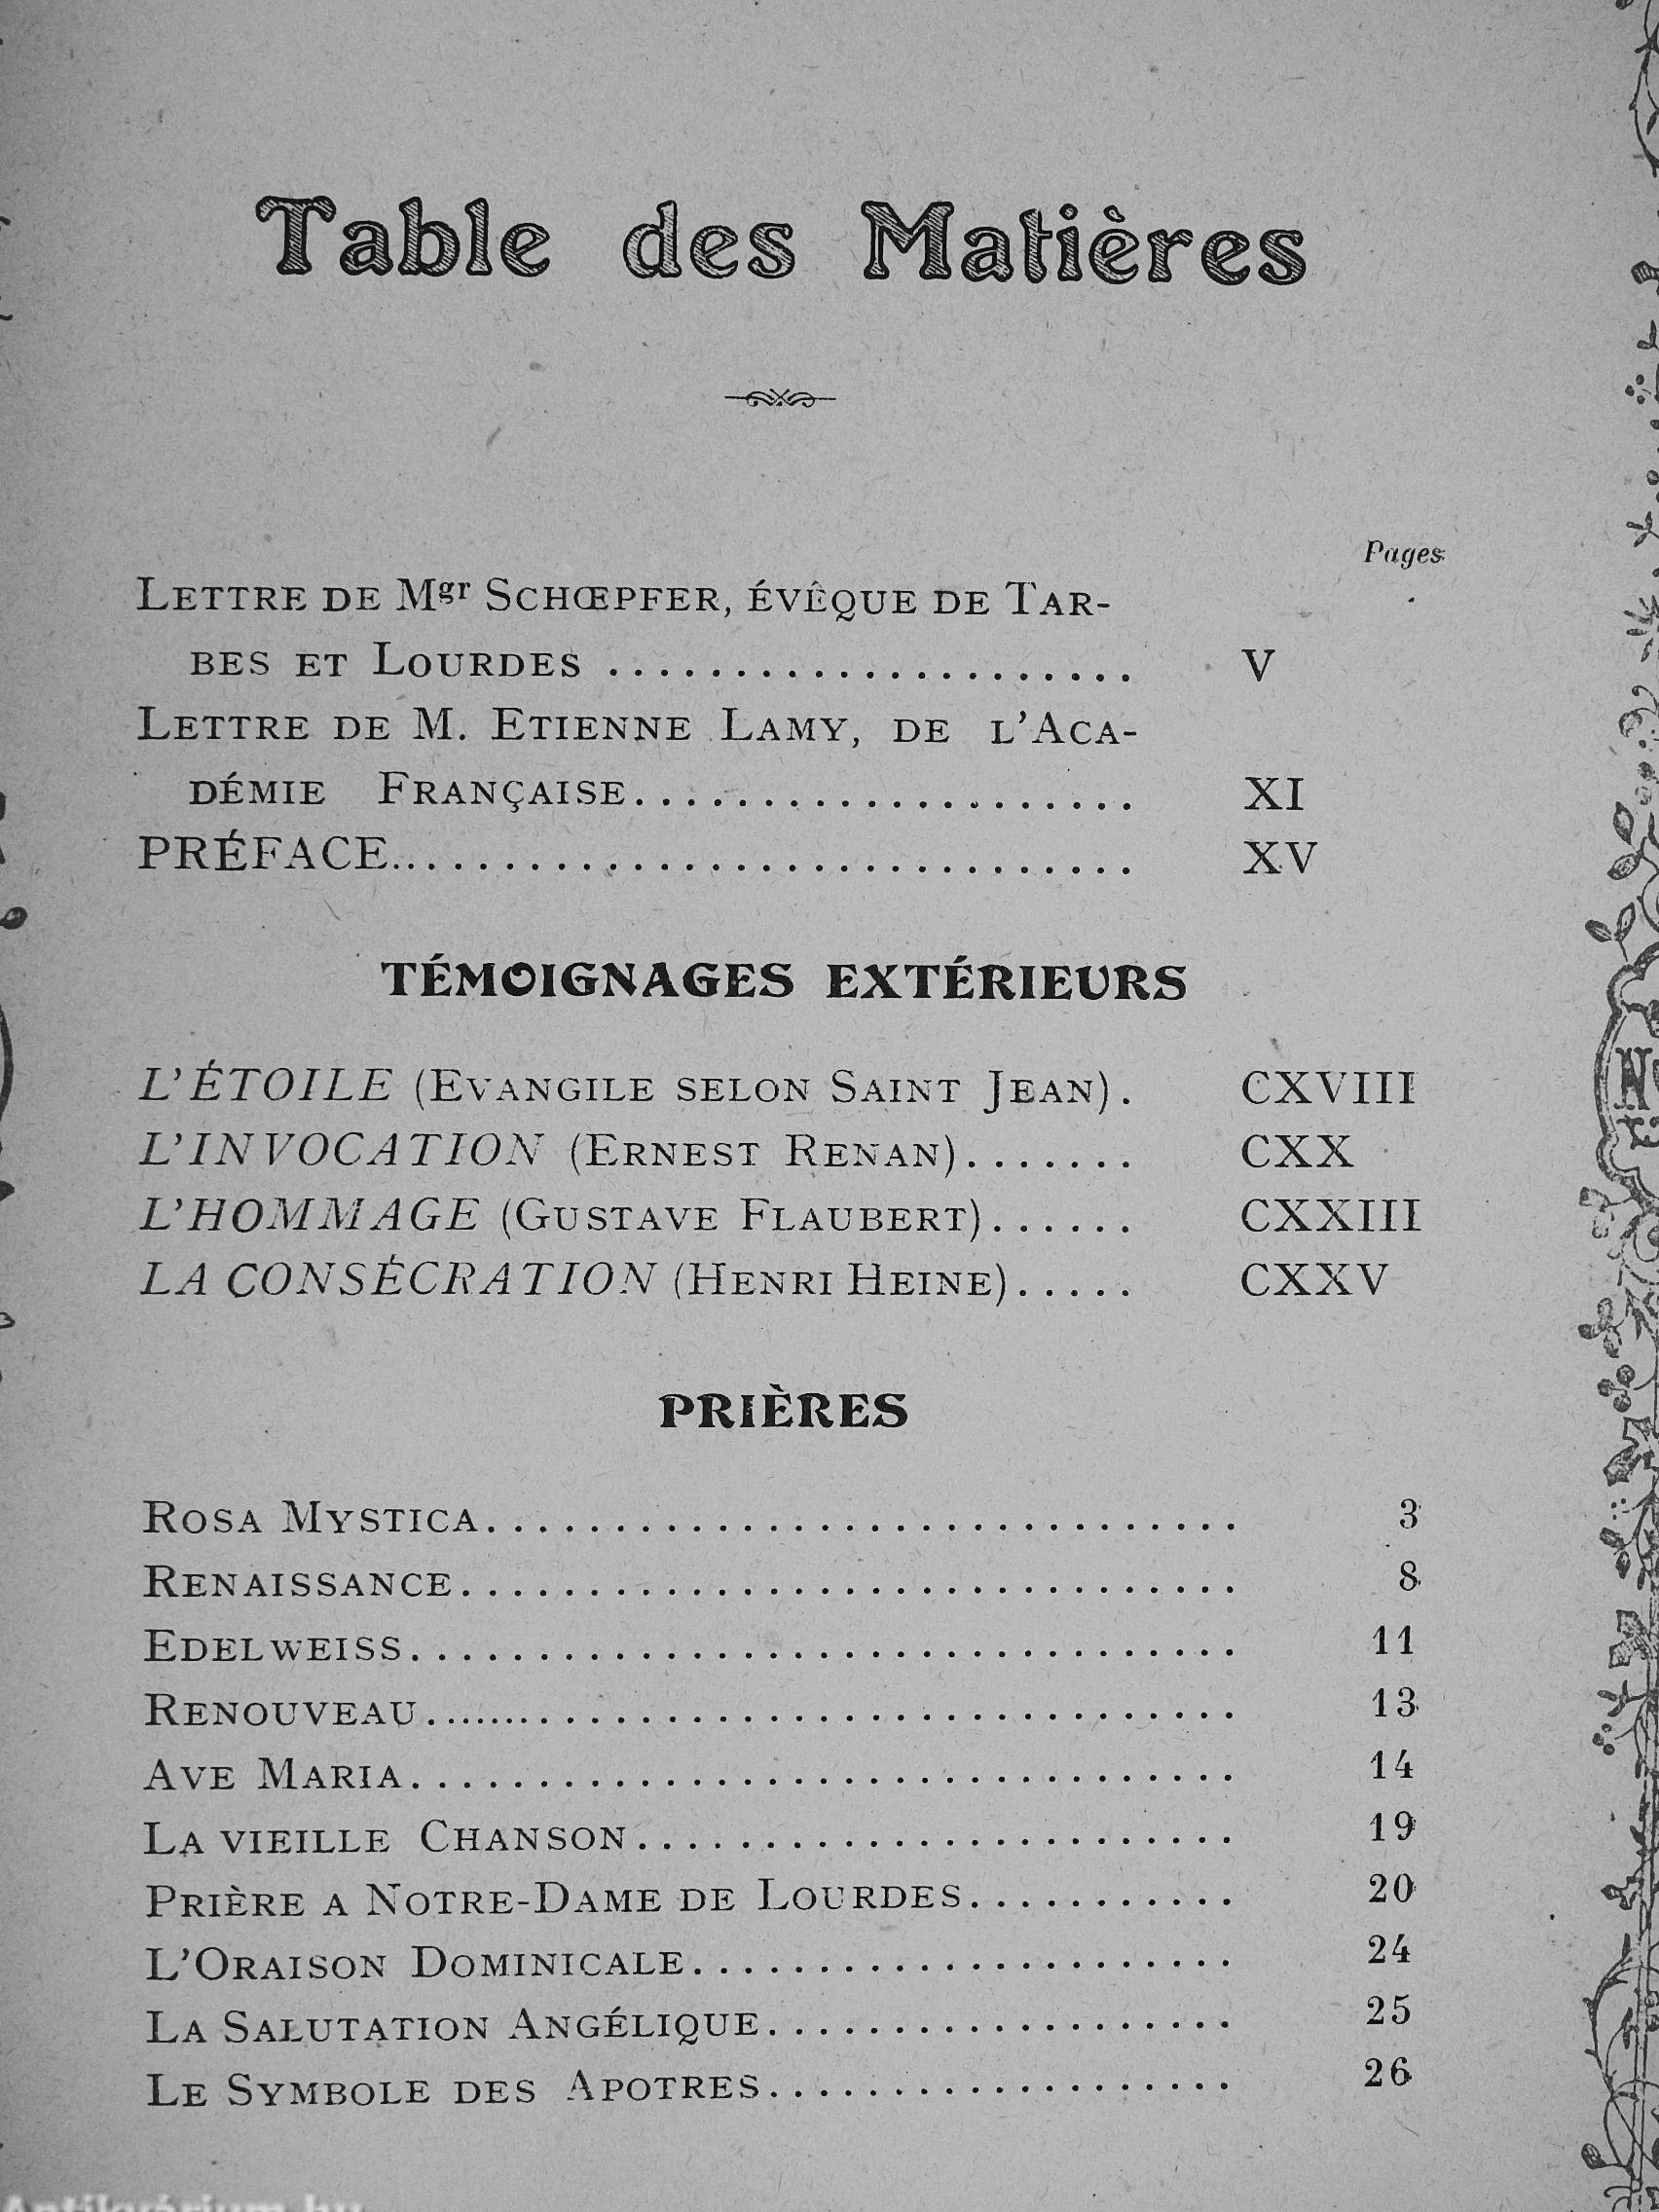 Table des Matières
Pages
LETTRE DE Mgr SCHŒPFER, ÉVÊQUE DE TAR-
BES ET LOURDES ..................... V
LETTRE DE M. ETIENNE LAMY, DE L'ACA-
DÉMIE FRANÇAISE.................... XI
PRÉFACE.............................. XV
TÉMOIGNAGES EXTÉRIEURS
L'ÉTOILE (EVANGILE SELON SAINT JEAN). CXVIII
L'INVOCATION (ERNEST RENAN)....... CXX
L'HOMMAGE (GUSTAVE FLAUBERT)...... CXXIII
LA CONSÉCRATION (HENRI HEINE)..... CXXV
PRIÈRES
ROSA MYSTICA.............................. 3
RENAISSANCE............................... 8
EDELWEISS................................. 11
RENOUVEAU................................. 13
AVE MARIA................................. 14
LA VIEILLE CHANSON........................ 19
PRIÈRE A NOTRE-DAME DE LOURDES........... 20
L'ORAISON DOMINICALE..................... 24
LA SALUTATION ANGÉLIQUE................... 25
LE SYMBOLE DES APOTRES................... 26
Antikvárium.hu